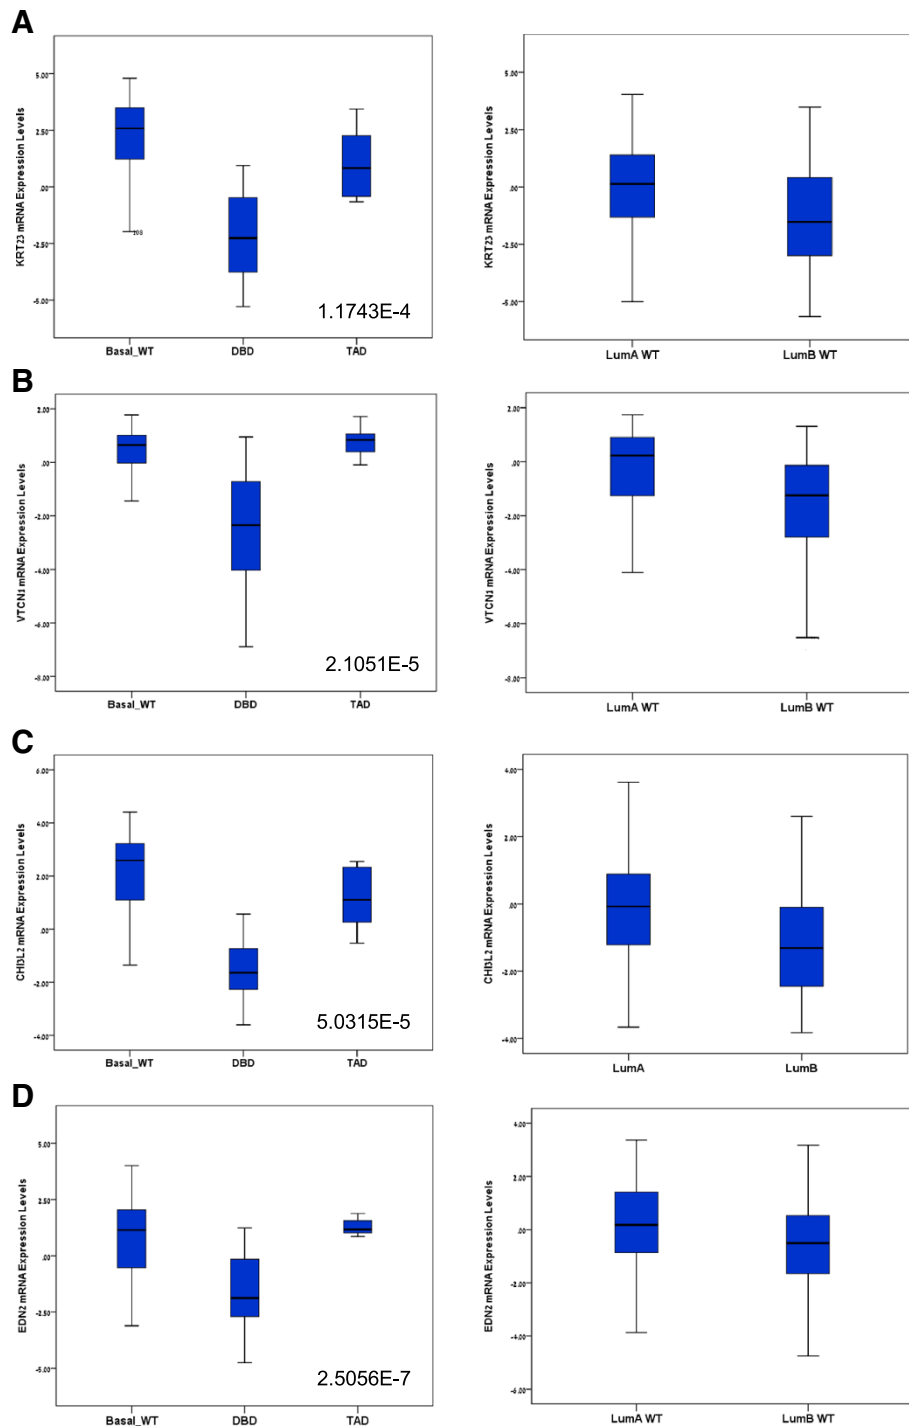 A
KRT23 mRNA Expression Levels
5.00
2.50
.00
-2.50
-5.00
1.1743E-4
Basal_WT DBD TAD
KRT23 mRNA Expression Levels
5.00
2.50
.00
-2.50
-5.00
LumA WT LumB WT
B
VTCN1 mRNA Expression Levels
2.00
.00
-2.00
-4.00
-6.00
-8.00
2.1051E-5
Basal_WT DBD TAD
VTCN1 mRNA Expression Levels
2.00
.00
-2.00
-4.00
-6.00
-8.00
LumA WT LumB WT
C
CHI3L2 mRNA Expression Levels
6.00
4.00
2.00
.00
-2.00
-4.00
5.0315E-5
Basal_WT DBD TAD
CHI3L2 mRNA Expression Levels
4.00
2.00
.00
-2.00
-4.00
LumA LumB
D
EDN2 mRNA Expression Levels
5.00
2.50
.00
-2.50
-5.00
2.5056E-7
Basal_WT DBD TAD
EDN2 mRNA Expression Levels
4.00
2.00
.00
-2.00
-4.00
-6.00
LumA WT LumB WT